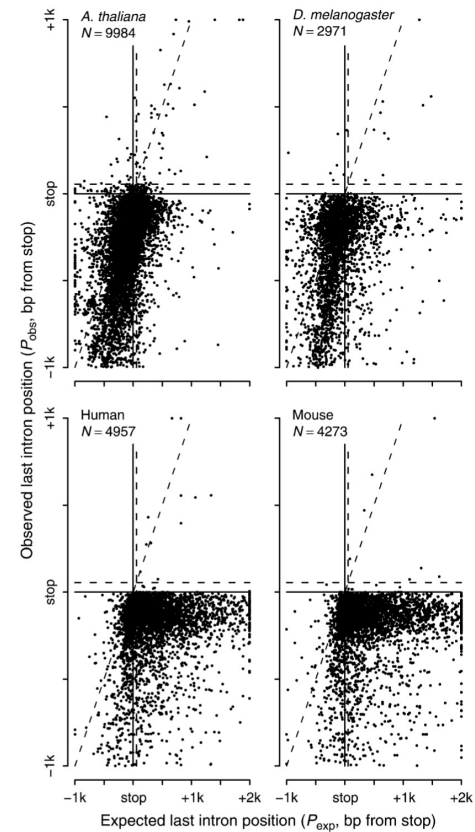 A. thaliana
N = 9984
D. melanogaster
N = 2971
+1k
stop
−1k
Human
N = 4957
Mouse
N = 4273
+1k
stop
−1k
−1k stop +1k +2k
−1k stop +1k +2k
Observed last intron position (Pobs, bp from stop)
Expected last intron position (Pexp, bp from stop)